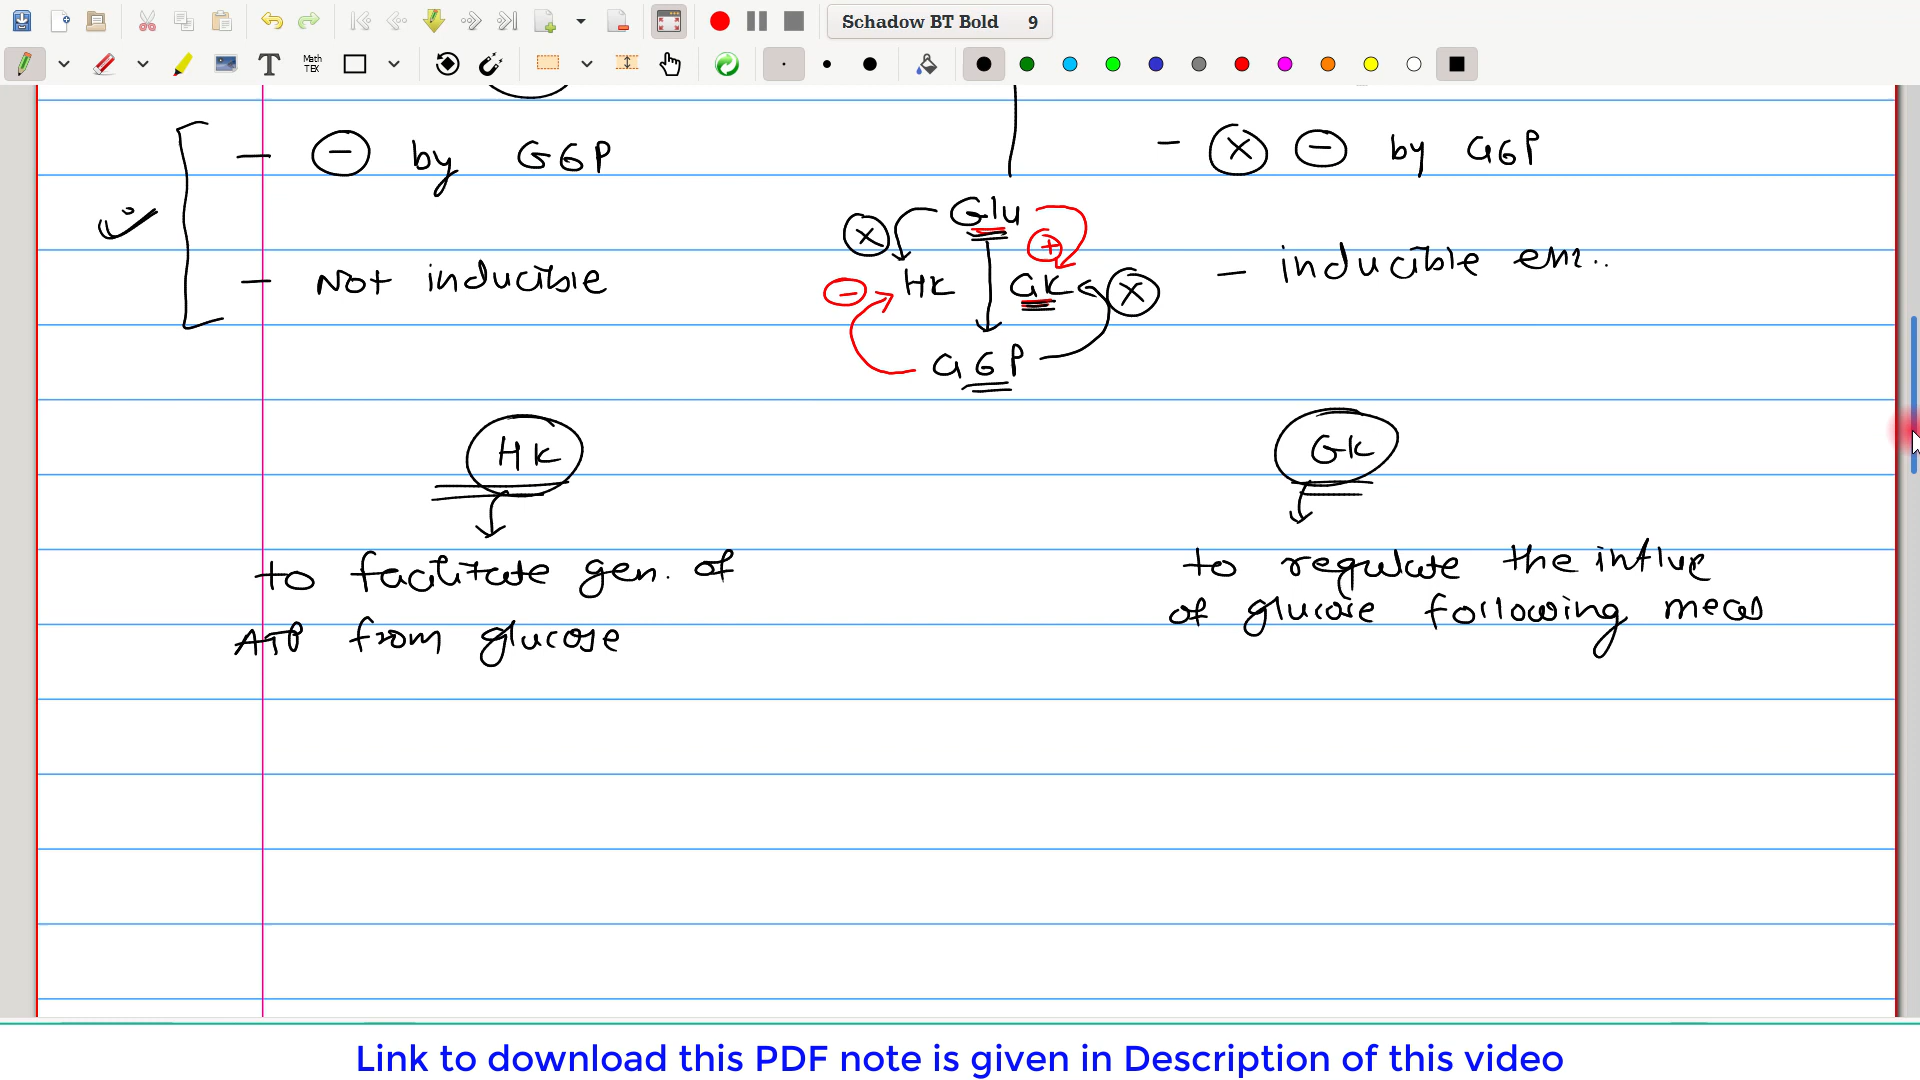 Schadow BT Bold 9
T Math TEX
- ⊖ by G6P
- ⓧ ⊖ by G6P
Glu
ⓧ
+
- Not inducible
- HK GK ⓧ
- inducible enz..
G6P
HK
GK
to facilitate gen. of
ATP from glucose
to regulate the influx
of glucose following meal
Link to download this PDF note is given in Description of this video